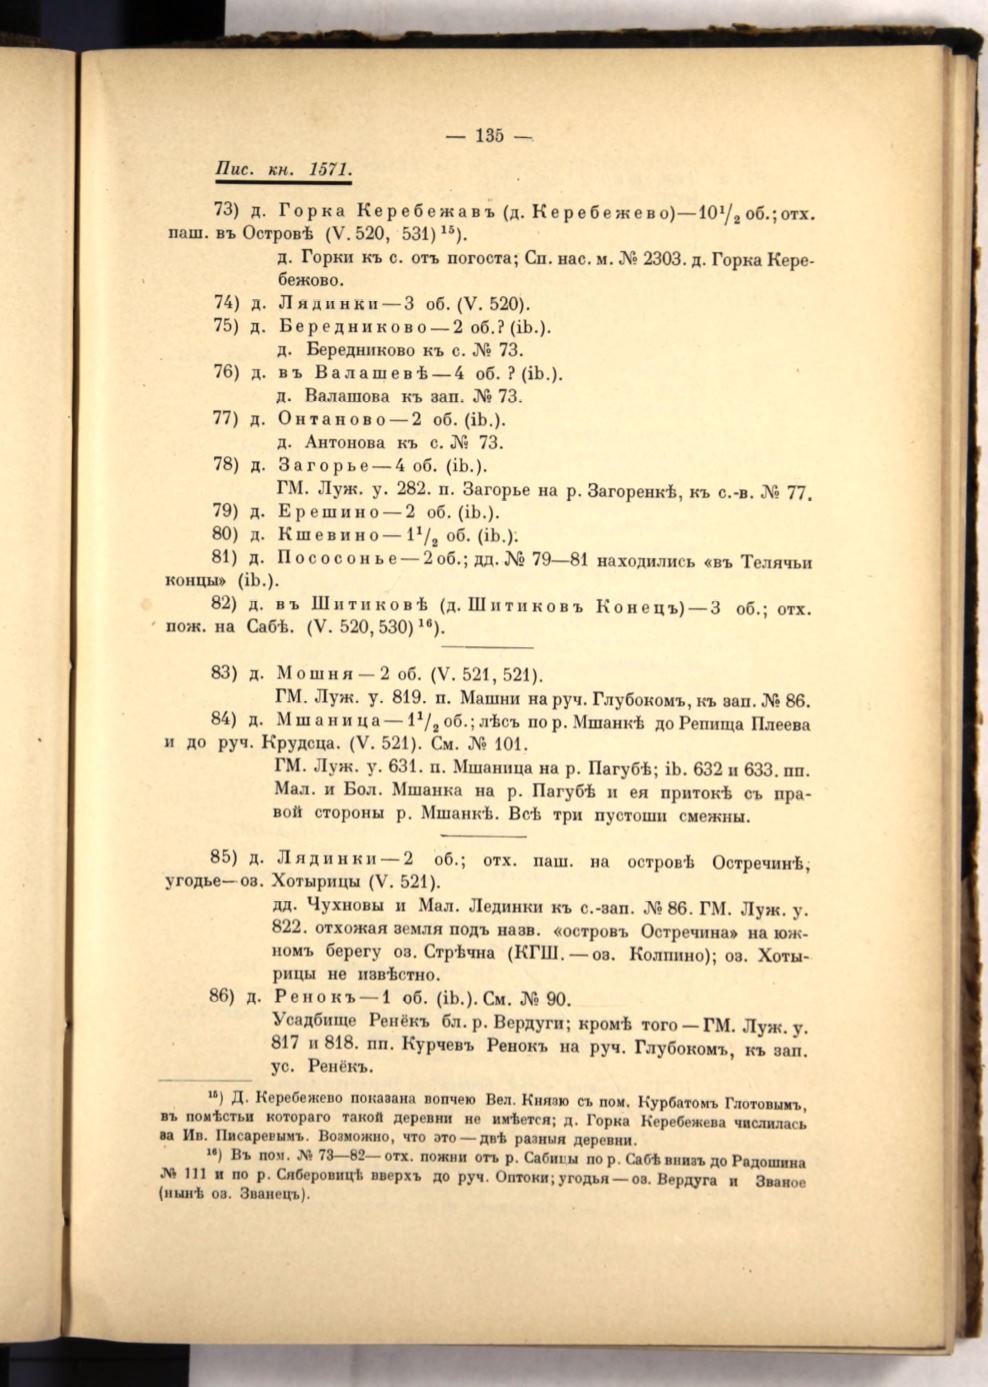 — 135 —
Пис. кн. 1571.
73) д. Горка Керебежавъ (д. Керебежево)—10¹/₂ об.; отх.
паш. въ Островѣ (V. 520, 531) ¹⁵).
д. Горки къ с. отъ погоста; Сп. нас. м. № 2303. д. Горка Кере-
бежово.
74) д. Лядинки—3 об. (V. 520).
75) д. Бередниково—2 об.? (ib.).
д. Бередниково къ с. № 73.
76) д. въ Валашевѣ—4 об. ? (ib.).
д. Валашова къ зап. № 73.
77) д. Онтаново—2 об. (ib.).
д. Антонова къ с. № 73.
78) д. Загорье—4 об. (ib.).
ГМ. Луж. у. 282. п. Загорье на р. Загоренкѣ, къ с.-в. № 77.
79) д. Ерешино—2 об. (ib.).
80) д. Кшевино—1¹/₂ об. (ib.).
81) д. Пососонье—2 об.; дд. № 79—81 находились «въ Телячьи
концы» (ib.).
82) д. въ Шитиковѣ (д. Шитиковъ Конецъ)—3 об.; отх.
пож. на Сабѣ. (V. 520, 530) ¹⁶).
83) д. Мошня—2 об. (V. 521, 521).
ГМ. Луж. у. 819. п. Машни на руч. Глубокомъ, къ зап. № 86.
84) д. Мшаница—1¹/₂ об.; лѣсъ по р. Мшанкѣ до Репища Плеева
и до руч. Крудсца. (V. 521). См. № 101.
ГМ. Луж. у. 631. п. Мшаница на р. Пагубѣ; ib. 632 и 633. пп.
Мал. и Бол. Мшанка на р. Пагубѣ и ея притокѣ съ пра-
вой стороны р. Мшанкѣ. Всѣ три пустоши смежны.
85) д. Лядинки—2 об.; отх. паш. на островѣ Остречинѣ,
угодье—оз. Хотырицы (V. 521).
дд. Чухновы и Мал. Лединки къ с.-зап. № 86. ГМ. Луж. у.
822. отхожая земля подъ назв. «островъ Остречина» на юж-
номъ берегу оз. Стрѣчна (КГШ.—оз. Колпино); оз. Хоты-
рицы не извѣстно.
86) д. Ренокъ—1 об. (ib.). См. № 90.
Усадбище Ренёкъ бл. р. Вердуги; кромѣ того—ГМ. Луж. у.
817 и 818. пп. Курчевъ Ренокъ на руч. Глубокомъ, къ зап.
ус. Ренёкъ.
¹⁵) Д. Керебежево показана вопчею Вел. Князю съ пом. Курбатомъ Глотовымъ,
въ помѣстьи котораго такой деревни не имѣется; д. Горка Керебежева числилась
за Ив. Писаревымъ. Возможно, что это—двѣ разныя деревни.
¹⁶) Въ пом. № 73—82—отх. пожни отъ р. Сабицы по р. Сабѣ внизъ до Радошина
№ 111 и по р. Сяберовицѣ вверхъ до руч. Оптоки; угодья—оз. Вердуга и Званое
(нынѣ оз. Званецъ).